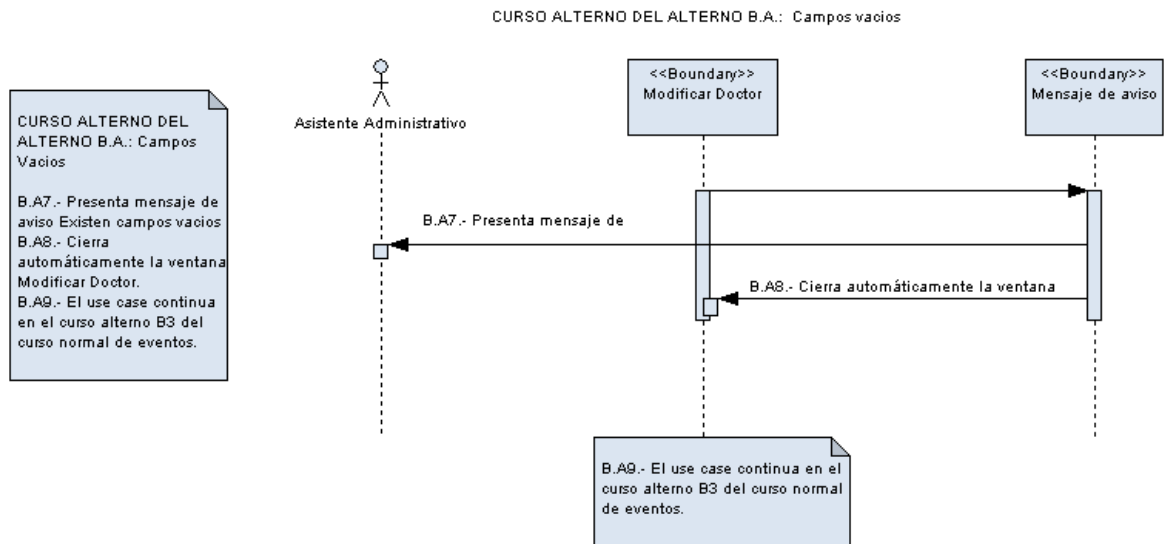 CURSO ALTERNO DEL ALTERNO B.A.: Campos vacios
CURSO ALTERNO DEL
ALTERNO B.A.: Campos
Vacios
B.A7.- Presenta mensaje de
aviso Existen campos vacios
B.A8.- Cierra
automáticamente la ventana
Modificar Doctor.
B.A9.- El use case continua
en el curso alterno B3 del
curso normal de eventos.
Asistente Administrativo
<<Boundary>>
Modificar Doctor
<<Boundary>>
Mensaje de aviso
B.A7.- Presenta mensaje de
B.A8.- Cierra automáticamente la ventana
B.A9.- El use case continua en el
curso alterno B3 del curso normal
de eventos.